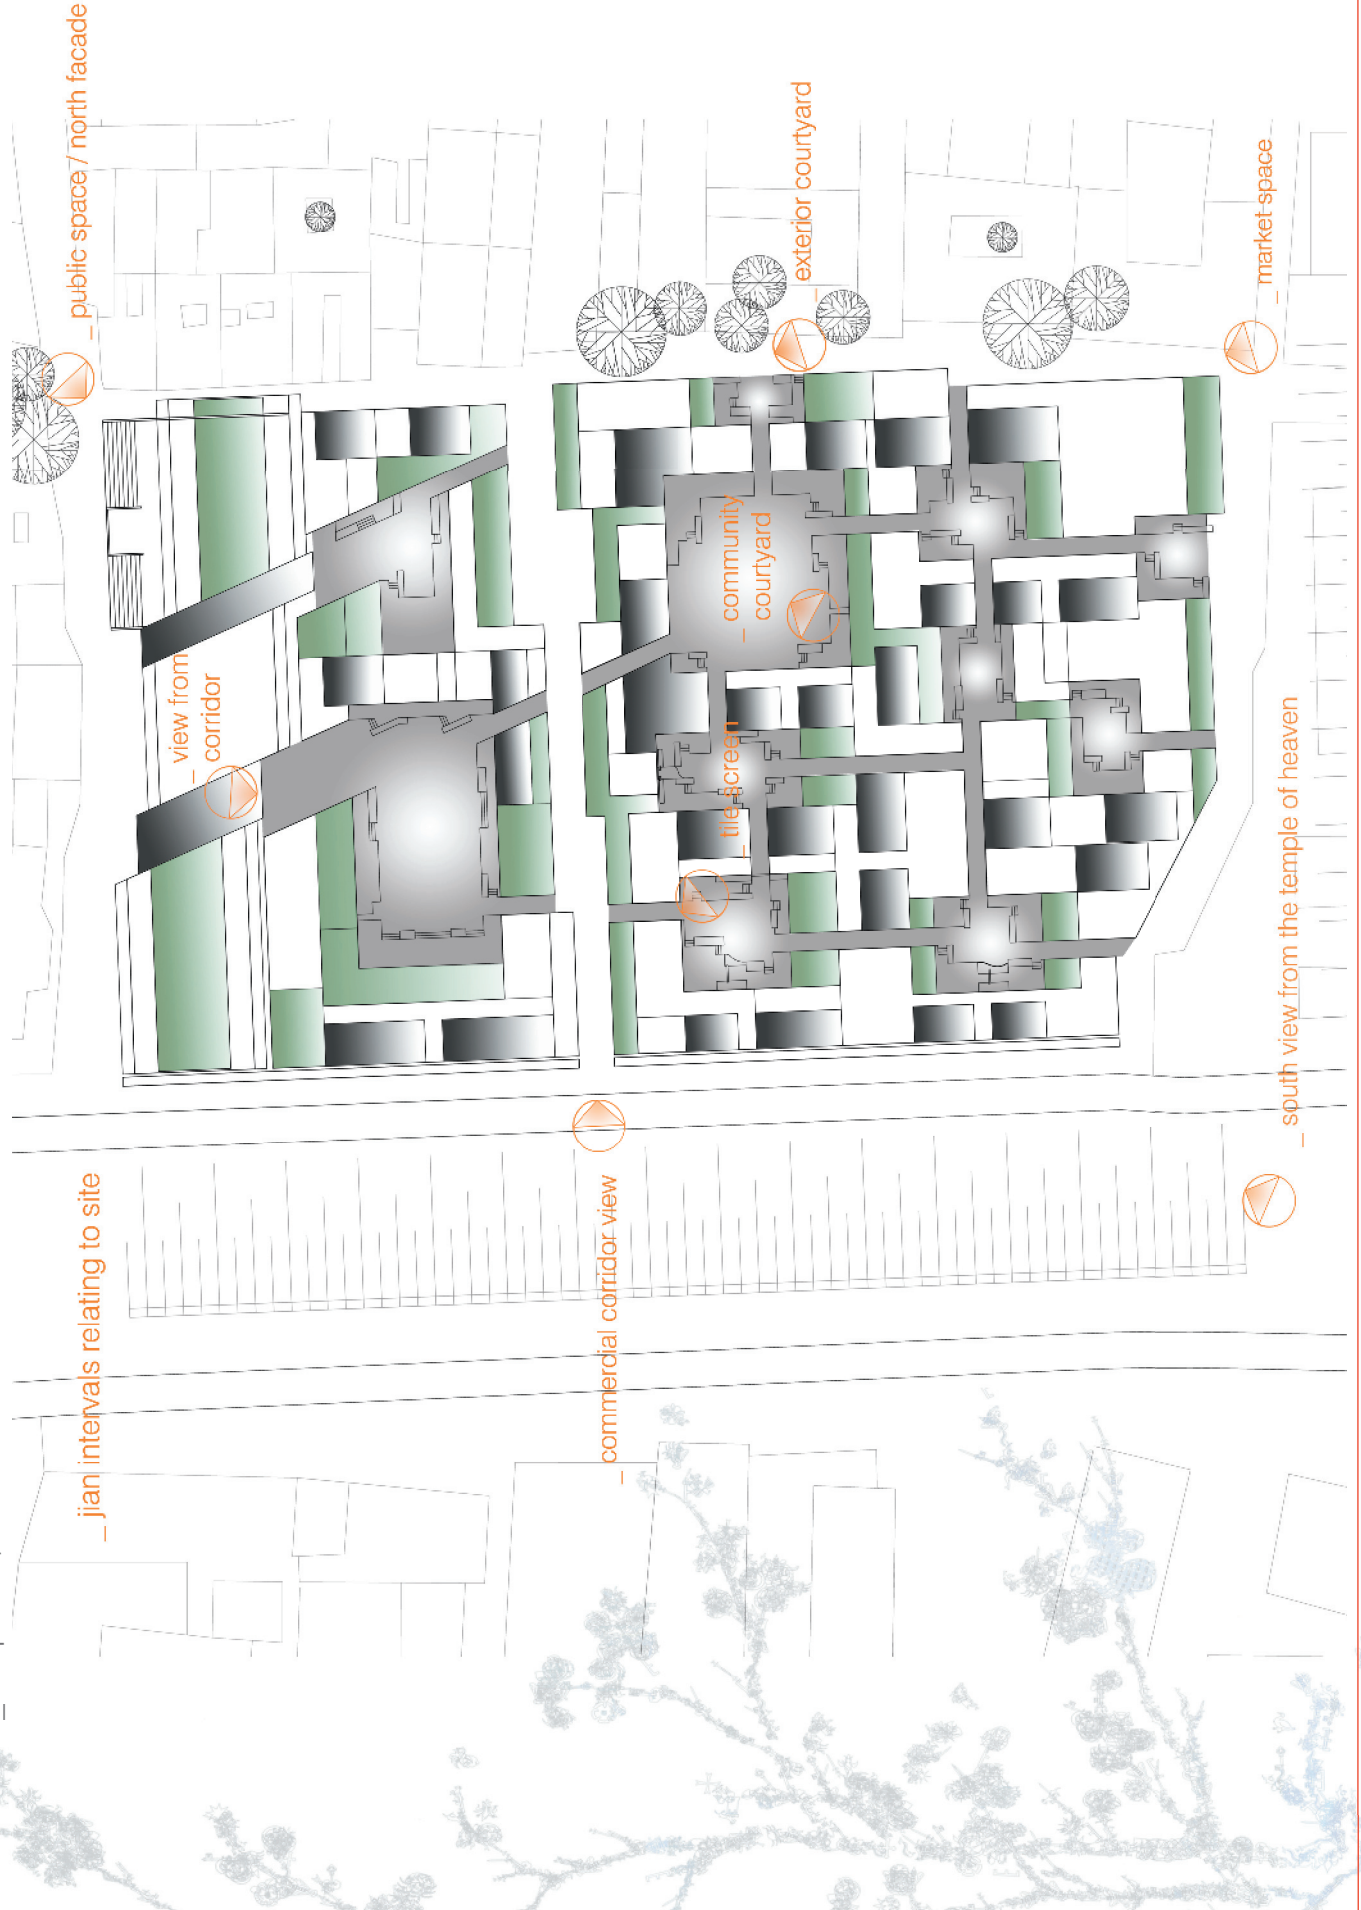 _ public space / north facade
_ exterior courtyard
_ market space
_ view from
corridor
_ community
courtyard
_ tile screen
_ south view from the temple of heaven
_ jian intervals relating to site
_ commerdial corridor view